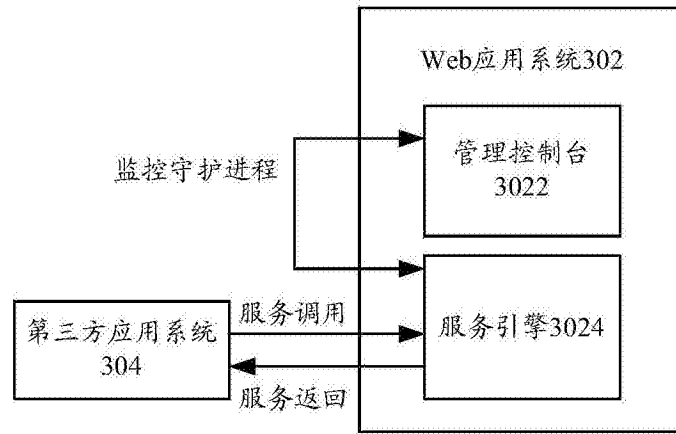 Web应用系统302
管理控制台
3022
监控守护进程
服务调用
第三方应用系统
304
服务引擎3024
服务返回